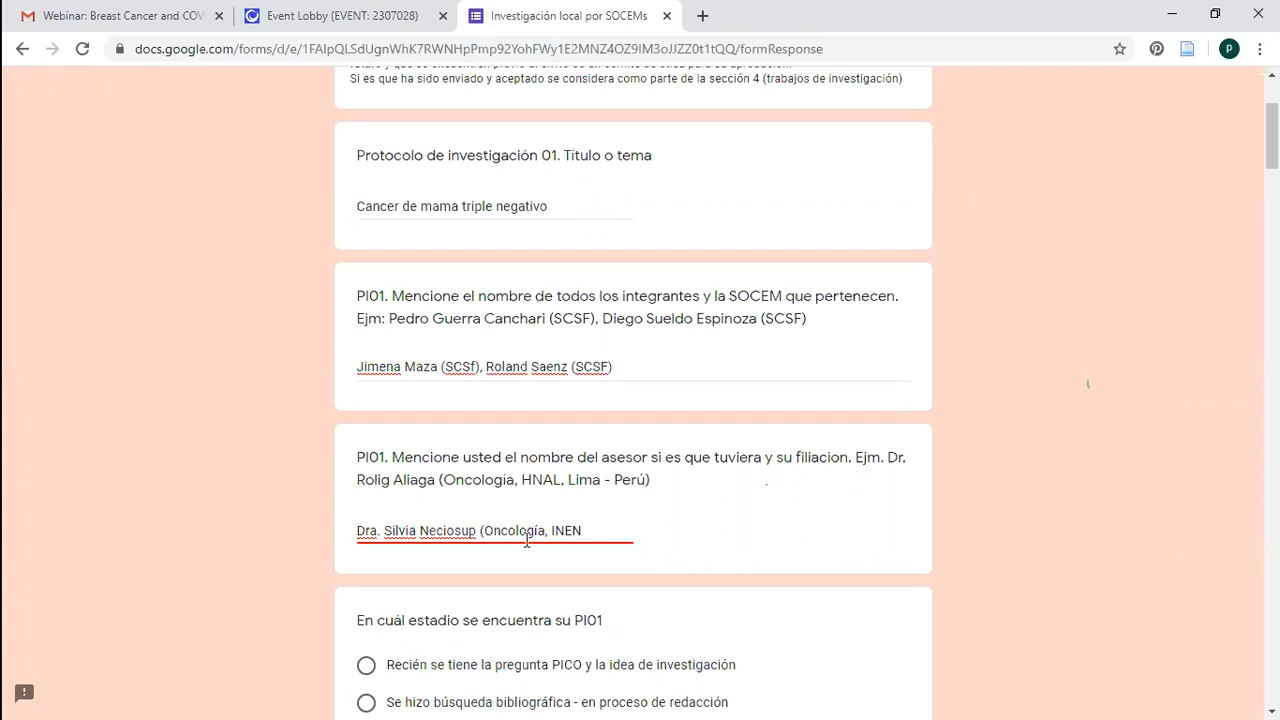 Webinar: Breast Cancer and COV
Event Lobby (EVENT: 2307028)
Investigación local por SOCEMs
docs.google.com/forms/d/e/1FAIpQLSdUgnWhK7RWNHpPmp92YohFWy1E2MNZ4OZ9IM3oJJZZ0t1tQQ/formResponse
P
Si es que ha sido enviado y aceptado se considera como parte de la sección 4 (trabajos de investigación)
Protocolo de investigación 01. Título o tema
Cancer de mama triple negativo
PI01. Mencione el nombre de todos los integrantes y la SOCEM que pertenecen.
Ejm: Pedro Guerra Canchari (SCSF), Diego Sueldo Espinoza (SCSF)
Jimena Maza (SCSf), Roland Saenz (SCSF)
PI01. Mencione usted el nombre del asesor si es que tuviera y su filiacion. Ejm. Dr.
Rolig Aliaga (Oncología, HNAL, Lima - Perú)
Dra. Silvia Neciosup (Oncología, INEN
En cuál estadio se encuentra su PI01
Recién se tiene la pregunta PICO y la idea de investigación
Se hizo búsqueda bibliográfica - en proceso de redacción